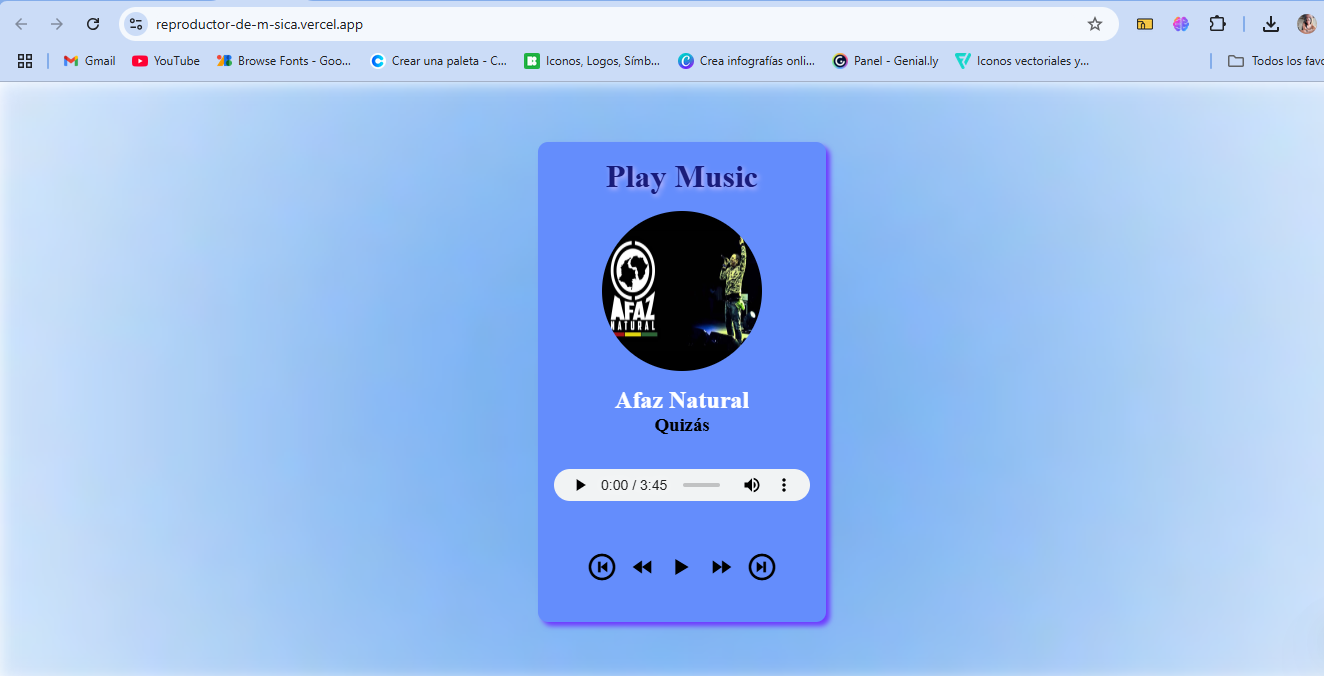 reproductor-de-m-sica.vercel.app
Gmail
YouTube
Browse Fonts - Goo...
Crear una paleta - C...
Iconos, Logos, Símb...
Crea infografías onli...
Panel - Genial.ly
Iconos vectoriales y...
Todos los favo
Play Music
AFAZ
NATURAL
Afaz Natural
Quizás
0:00 / 3:45